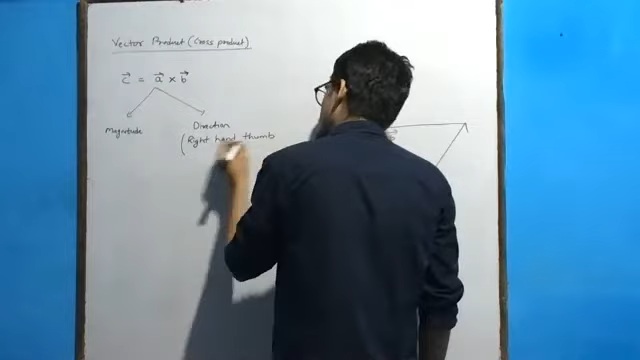 Vector Product (Cross product)
c⃗ = a⃗ × b⃗
Magnitude
Direction
(Right hand thumb